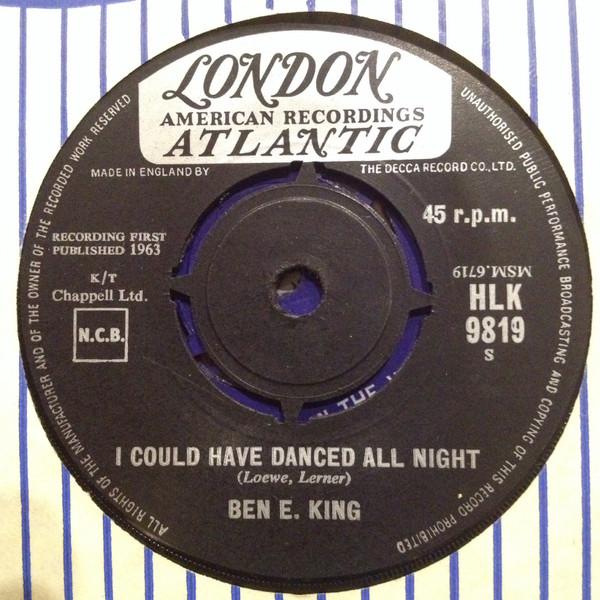 LONDON
AMERICAN RECORDINGS
ATLANTIC
MADE IN ENGLAND BY THE DECCA RECORD CO., LTD.
ALL RIGHTS OF THE MANUFACTURER AND OF THE OWNER OF THE RECORDED WORK RESERVED
UNAUTHORISED PUBLIC PERFORMANCE BROADCASTING AND COPYING OF THIS RECORD PROHIBITED
45 r.p.m.
RECORDING FIRST
PUBLISHED 1963
K/T
Chappell Ltd.
N.C.B.
MSM.6719
HLK
9819
S
THE
I COULD HAVE DANCED ALL NIGHT
(Loewe, Lerner)
BEN E. KING